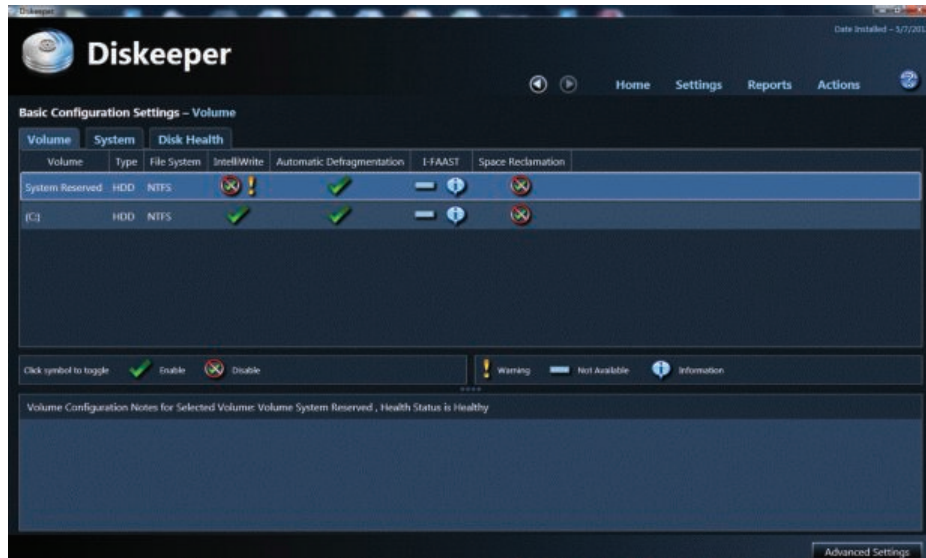 Diskeeper
Date Installed - 3/7/201
Diskeeper
Home Settings Reports Actions
Basic Configuration Settings – Volume
Volume System Disk Health
Volume Type File System IntelliWrite Automatic Defragmentation I-FAAST Space Reclamation
System Reserved HDD NTFS
(C:) HDD NTFS
Click symbol to toggle Enable Disable Warning Not Available Information
Volume Configuration Notes for Selected Volume: Volume System Reserved , Health Status is Healthy
Advanced Settings